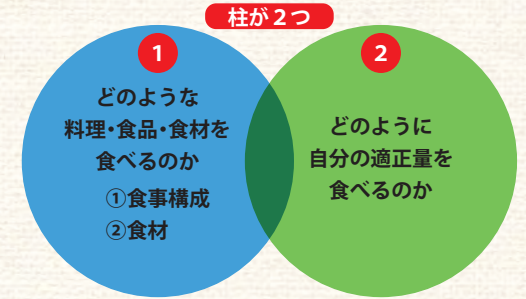 柱が2つ
1
どのような
料理・食品・食材を
食べるのか
①食事構成
②食材
2
どのように
自分の適正量を
食べるのか